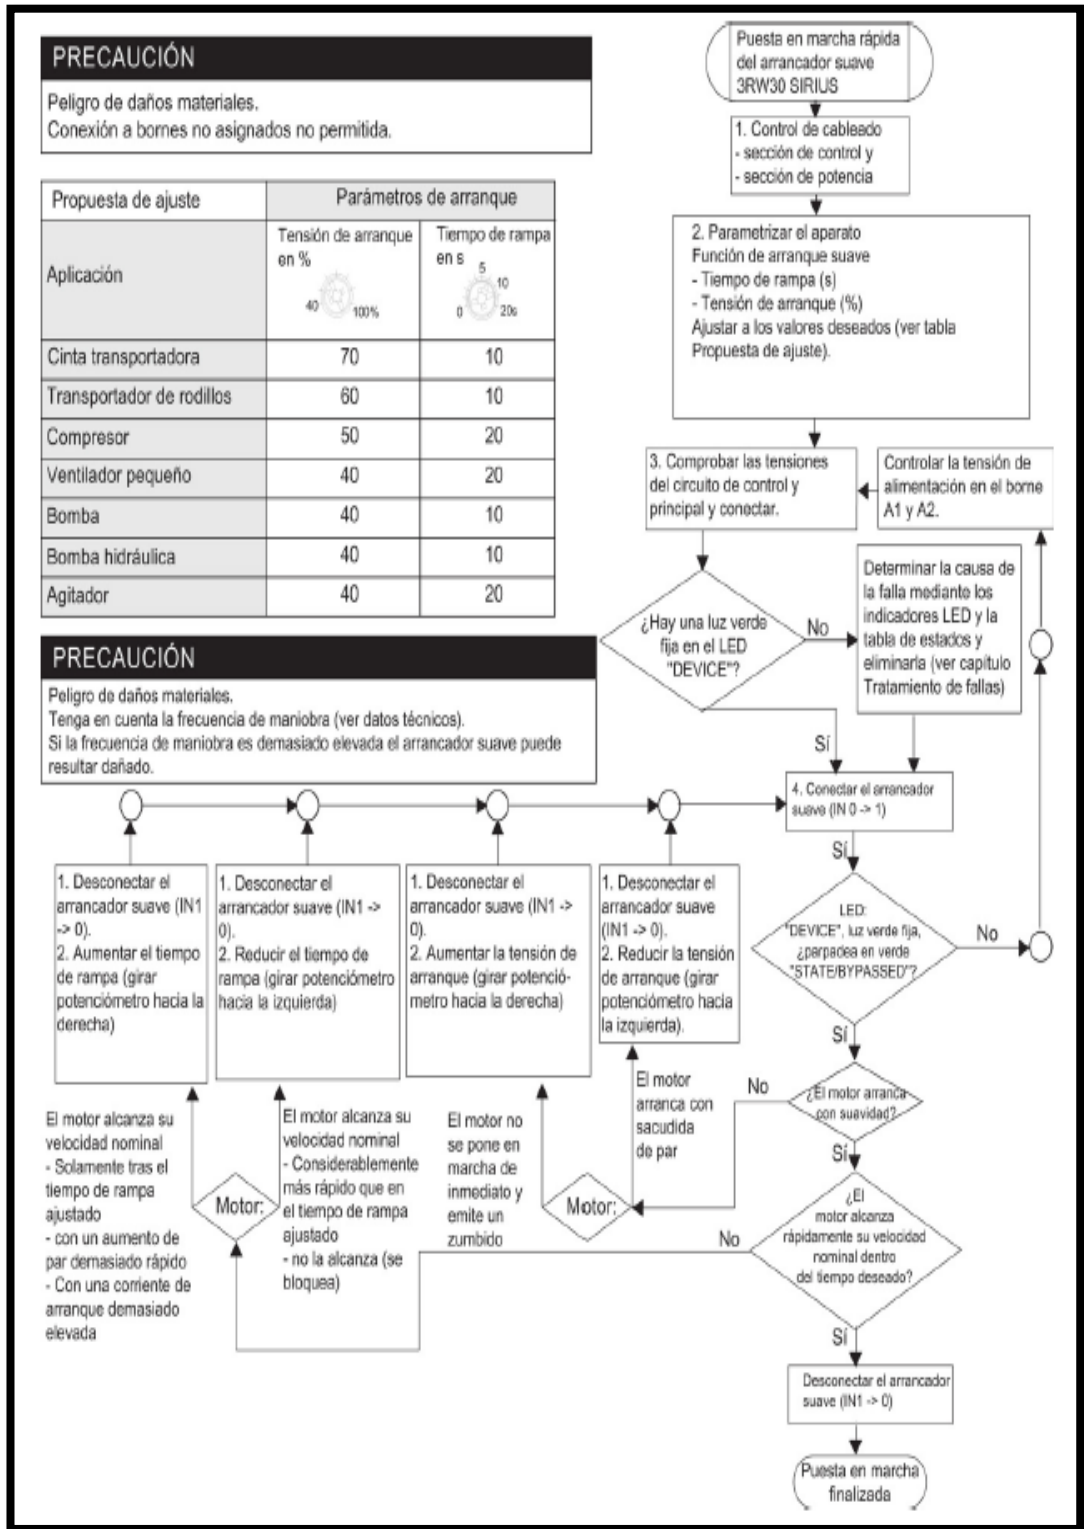 PRECAUCIÓN
Peligro de daños materiales.
Conexión a bornes no asignados no permitida.
Propuesta de ajuste
Parámetros de arranque
Aplicación
Tensión de arranque
en %
40
100%
Tiempo de rampa
en s
5
10
0
20s
Cinta transportadora 70 10
Transportador de rodillos 60 10
Compresor 50 20
Ventilador pequeño 40 20
Bomba 40 10
Bomba hidráulica 40 10
Agitador 40 20
PRECAUCIÓN
Peligro de daños materiales.
Tenga en cuenta la frecuencia de maniobra (ver datos técnicos).
Si la frecuencia de maniobra es demasiado elevada el arrancador suave puede
resultar dañado.
Puesta en marcha rápida
del arrancador suave
3RW30 SIRIUS
1. Control de cableado
- sección de control y
- sección de potencia
2. Parametrizar el aparato
Función de arranque suave
- Tiempo de rampa (s)
- Tensión de arranque (%)
Ajustar a los valores deseados (ver tabla
Propuesta de ajuste).
3. Comprobar las tensiones
del circuito de control y
principal y conectar.
Controlar la tensión de
alimentación en el borne
A1 y A2.
¿Hay una luz verde
fija en el LED
"DEVICE"?
No
Determinar la causa de
la falla mediante los
indicadores LED y la
tabla de estados y
eliminarla (ver capítulo
Tratamiento de fallas)
Sí
4. Conectar el arrancador
suave (IN 0 -> 1)
Sí
LED:
"DEVICE", luz verde fija,
¿parpadea en verde
"STATE/BYPASSED"?
No
Sí
¿El motor arranca
con suavidad?
No
Sí
¿El
motor alcanza
rápidamente su velocidad
nominal dentro
del tiempo deseado?
No
Sí
Desconectar el arrancador
suave (IN1 -> 0)
Puesta en marcha
finalizada
1. Desconectar el
arrancador suave (IN1
-> 0).
2. Aumentar el tiempo
de rampa (girar
potenciómetro hacia la
derecha)
1. Desconectar el
arrancador suave (IN1 ->
0).
2. Reducir el tiempo de
rampa (girar potenciómetro
hacia la izquierda)
1. Desconectar el
arrancador suave (IN1 ->
0).
2. Aumentar la tensión de
arranque (girar potenció-
metro hacia la derecha)
1. Desconectar el
arrancador suave
(IN1 -> 0).
2. Reducir la tensión
de arranque (girar
potenciómetro hacia
la izquierda).
El motor alcanza su
velocidad nominal
- Solamente tras el
tiempo de rampa
ajustado
- con un aumento de
par demasiado rápido
- Con una corriente de
arranque demasiado
elevada
Motor:
El motor alcanza su
velocidad nominal
- Considerablemente
más rápido que en
el tiempo de rampa
ajustado
- no la alcanza (se
bloquea)
El motor no
se pone en
marcha de
inmediato y
emite un
zumbido
Motor:
El motor
arranca con
sacudida
de par